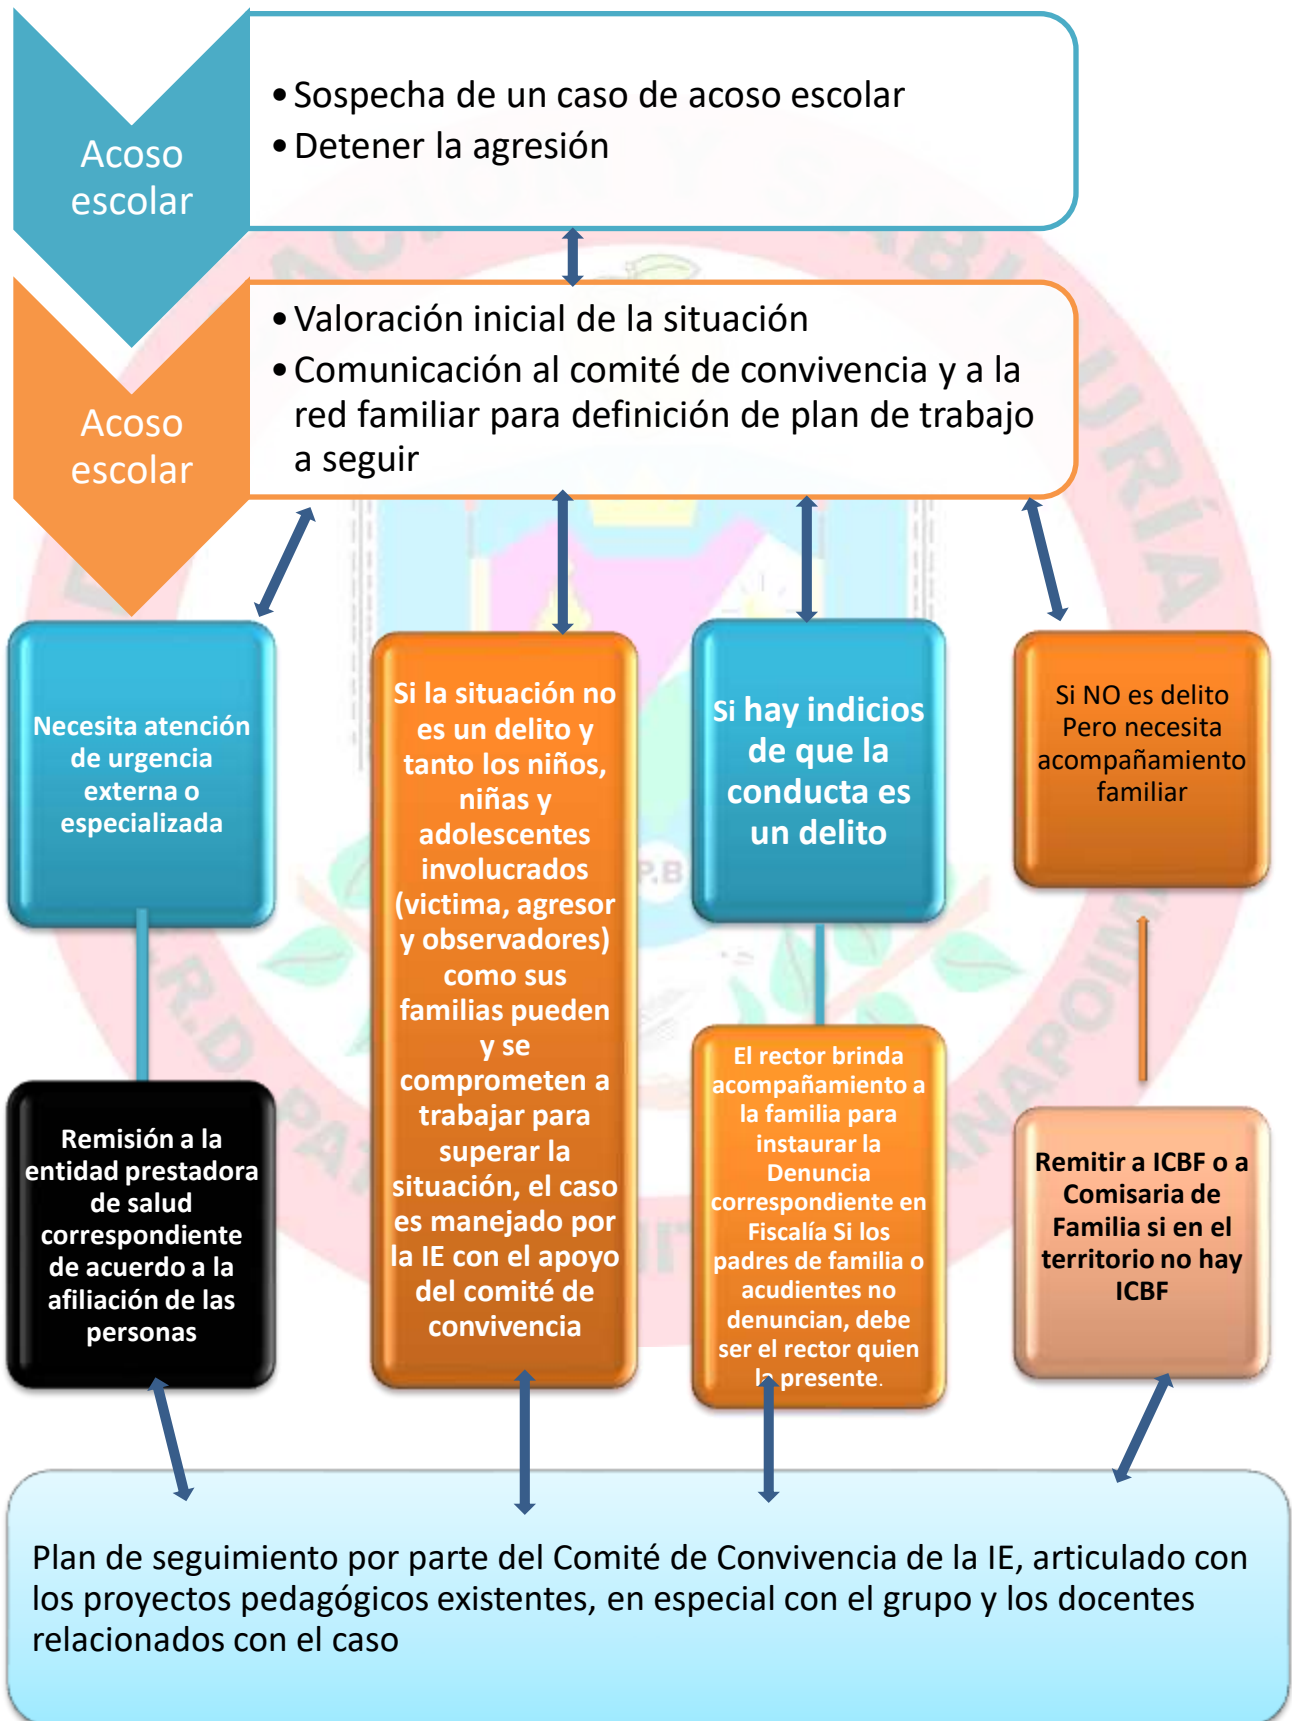 Acoso
escolar
• Sospecha de un caso de acoso escolar
• Detener la agresión
Acoso
escolar
• Valoración inicial de la situación
• Comunicación al comité de convivencia y a la
red familiar para definición de plan de trabajo
a seguir
Necesita atención
de urgencia
externa o
especializada
Si la situación no
es un delito y
tanto los niños,
niñas y
adolescentes
involucrados
(victima, agresor
y observadores)
como sus
familias pueden
y se
comprometen a
trabajar para
superar la
situación, el caso
es manejado por
la IE con el apoyo
del comité de
convivencia
Si hay indicios
de que la
conducta es
un delito
Si NO es delito
Pero necesita
acompañamiento
familiar
Remisión a la
entidad prestadora
de salud
correspondiente
de acuerdo a la
afiliación de las
personas
El rector brinda
acompañamiento a
la familia para
instaurar la
Denuncia
correspondiente en
Fiscalía Si los
padres de familia o
acudientes no
denuncian, debe
ser el rector quien
la presente.
Remitir a ICBF o a
Comisaria de
Familia si en el
territorio no hay
ICBF
Plan de seguimiento por parte del Comité de Convivencia de la IE, articulado con
los proyectos pedagógicos existentes, en especial con el grupo y los docentes
relacionados con el caso